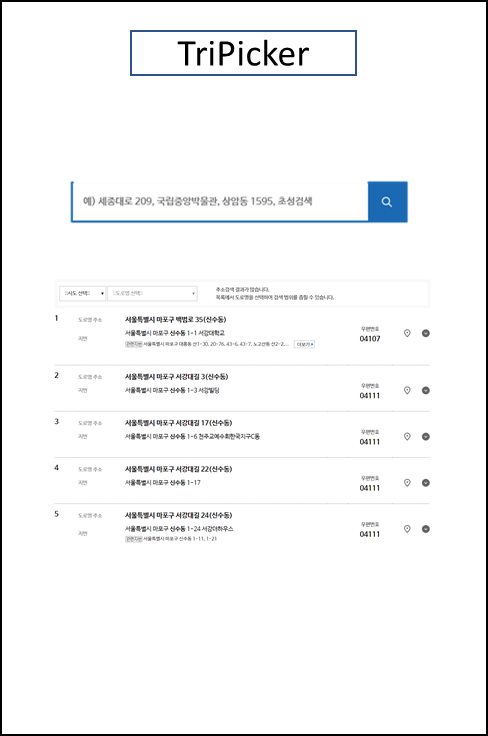 TriPicker
예) 세종대로 209, 국립중앙박물관, 상암동 1595, 초성검색
::시도 선택:: ::도로명 선택::
주소검색 결과가 많습니다.
목록에서 도로명을 선택하여 검색 범위를 좁힐 수 있습니다.
1 도로명 주소 서울특별시 마포구 백범로 35(신수동)
지번 서울특별시 마포구 신수동 1-1 서강대학교
관련지번 서울특별시 마포구 대흥동 산1-30, 20-76, 43-6, 43-7, 노고산동 산2-2,... 더보기
우편번호
04107
2 도로명 주소 서울특별시 마포구 서강대길 3(신수동)
지번 서울특별시 마포구 신수동 1-3 서강빌딩
우편번호
04111
3 도로명 주소 서울특별시 마포구 서강대길 17(신수동)
지번 서울특별시 마포구 신수동 1-6 천주교예수회한국지구C동
우편번호
04111
4 도로명 주소 서울특별시 마포구 서강대길 22(신수동)
지번 서울특별시 마포구 신수동 1-17
우편번호
04111
5 도로명 주소 서울특별시 마포구 서강대길 24(신수동)
지번 서울특별시 마포구 신수동 1-24 서강더하우스
관련지번 서울특별시 마포구 신수동 1-11, 1-21
우편번호
04111